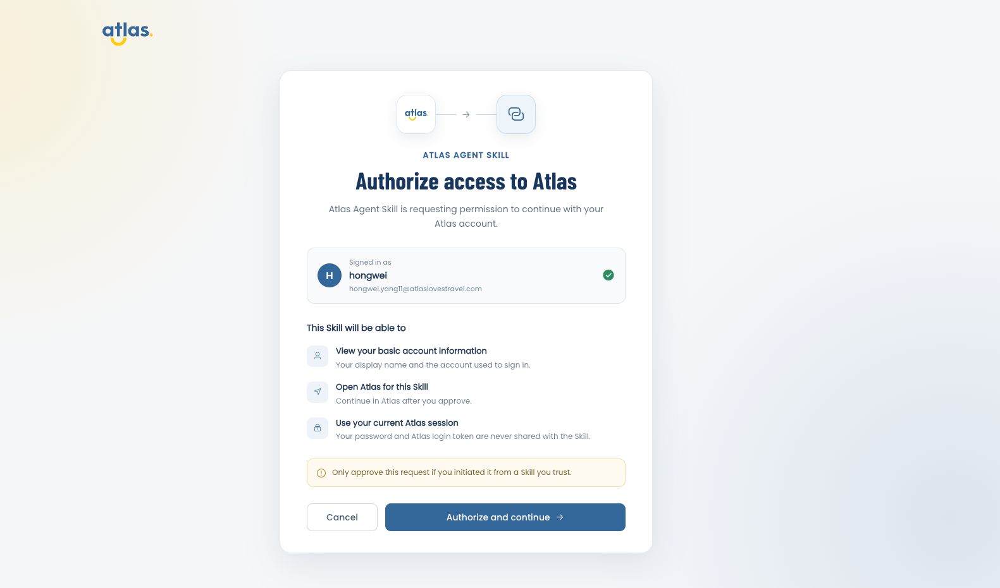 atlas.
atlas.
ATLAS AGENT SKILL
Authorize access to Atlas
Atlas Agent Skill is requesting permission to continue with your
Atlas account.
H
Signed in as
hongwei
hongwei.yang11@atlaslovestravel.com
This Skill will be able to
View your basic account information
Your display name and the account used to sign in.
Open Atlas for this Skill
Continue in Atlas after you approve.
Use your current Atlas session
Your password and Atlas login token are never shared with the Skill.
Only approve this request if you initiated it from a Skill you trust.
Cancel
Authorize and continue →